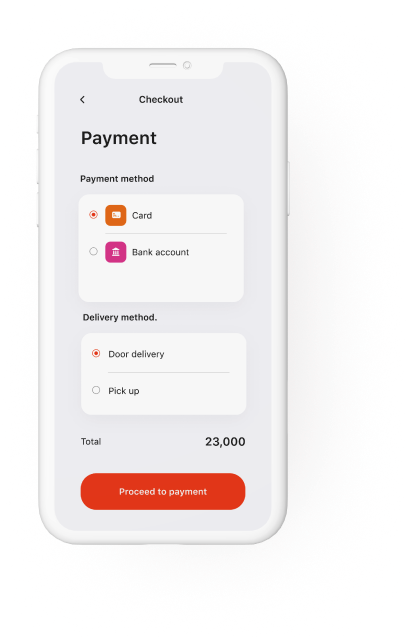 Checkout
Payment
Payment method
Card
Bank account
Delivery method.
Door delivery
Pick up
Total 23,000
Proceed to payment